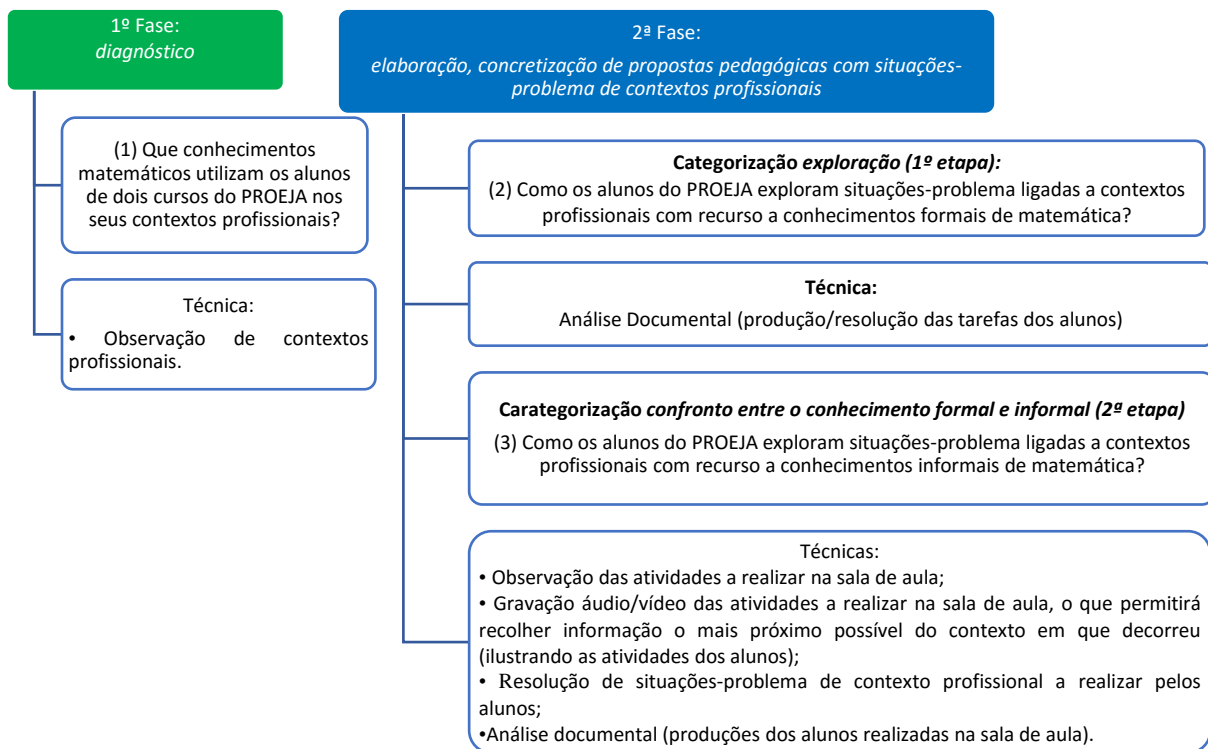 1º Fase:
diagnóstico
(1) Que conhecimentos
matemáticos utilizam os alunos
de dois cursos do PROEJA nos
seus contextos profissionais?
Técnica:
• Observação de contextos
profissionais.
2ª Fase:
elaboração, concretização de propostas pedagógicas com situações-
problema de contextos profissionais
Categorização exploração (1º etapa):
(2) Como os alunos do PROEJA exploram situações-problema ligadas a contextos
profissionais com recurso a conhecimentos formais de matemática?
Técnica:
Análise Documental (produção/resolução das tarefas dos alunos)
Carategorização confronto entre o conhecimento formal e informal (2ª etapa)
(3) Como os alunos do PROEJA exploram situações-problema ligadas a contextos
profissionais com recurso a conhecimentos informais de matemática?
Técnicas:
• Observação das atividades a realizar na sala de aula;
• Gravação áudio/vídeo das atividades a realizar na sala de aula, o que permitirá
recolher informação o mais próximo possível do contexto em que decorreu
(ilustrando as atividades dos alunos);
• Resolução de situações-problema de contexto profissional a realizar pelos
alunos;
•Análise documental (produções dos alunos realizadas na sala de aula).